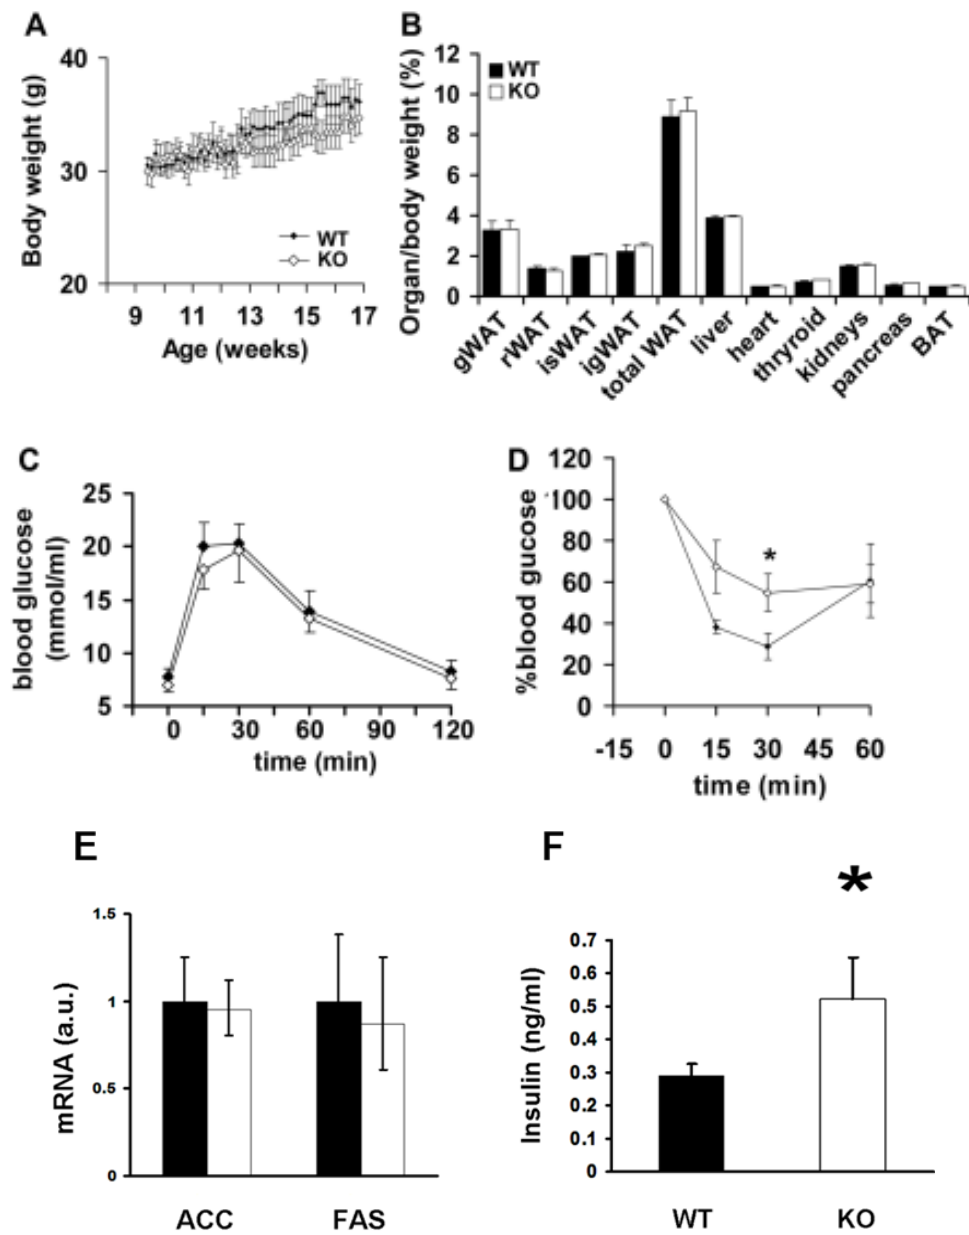 A
Body weight (g)
40
30
20
WT
KO
9 11 13 15 17
Age (weeks)
B
Organ/body weight (%)
12
10
8
6
4
2
0
WT
KO
gWAT
rWAT
isWAT
igWAT
total WAT
liver
heart
thryroid
kidneys
pancreas
BAT
C
blood glucose
(mmol/ml)
25
20
15
10
5
0 30 60 90 120
time (min)
D
%blood gucose
120
100
80
60
40
20
0
*
-15 0 15 30 45 60
time (min)
E
mRNA (a.u.)
1.5
1
0.5
0
ACC FAS
F
*
Insulin (ng/ml)
0.7
0.6
0.5
0.4
0.3
0.2
0.1
0
WT KO